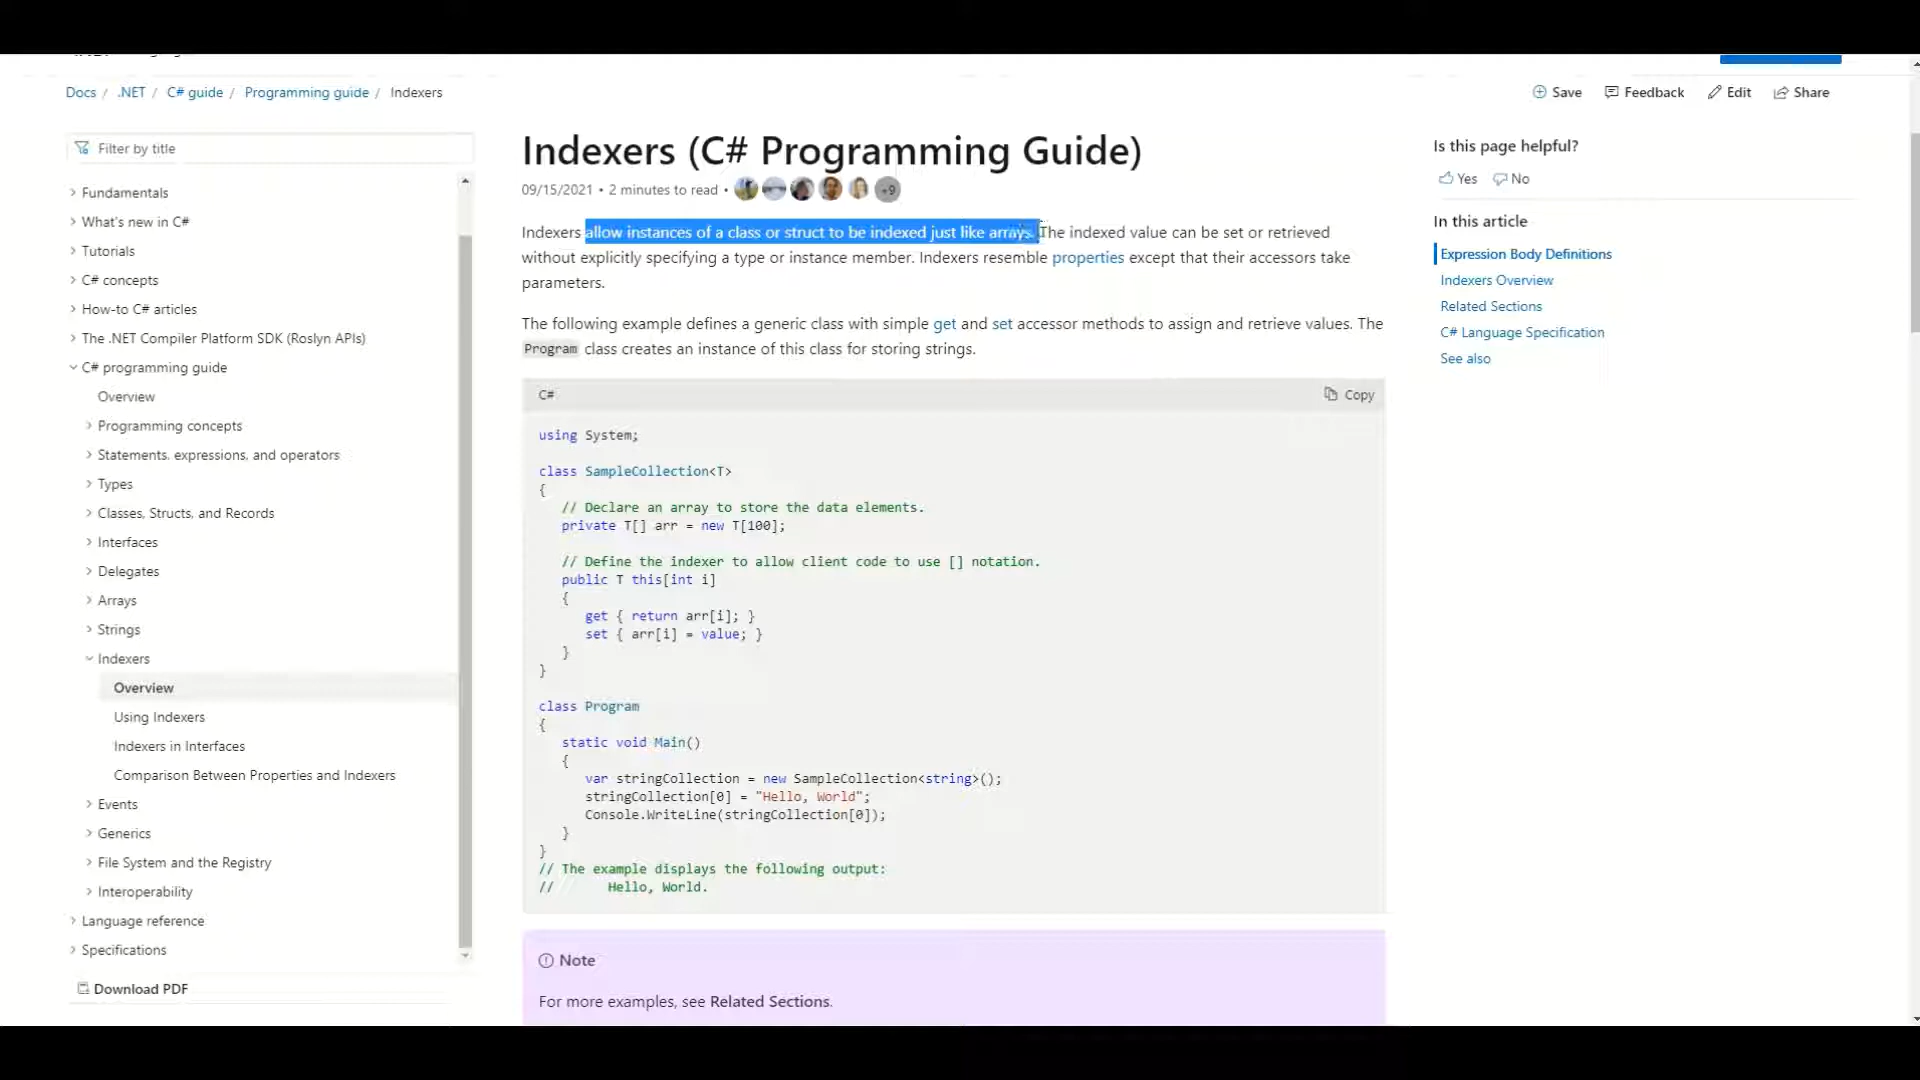 Docs / .NET / C# guide / Programming guide / Indexers
Save Feedback Edit Share
Filter by title
Fundamentals
What's new in C#
Tutorials
C# concepts
How-to C# articles
The .NET Compiler Platform SDK (Roslyn APIs)
C# programming guide
Overview
Programming concepts
Statements, expressions, and operators
Types
Classes, Structs, and Records
Interfaces
Delegates
Arrays
Strings
Indexers
Overview
Using Indexers
Indexers in Interfaces
Comparison Between Properties and Indexers
Events
Generics
File System and the Registry
Interoperability
Language reference
Specifications
Download PDF
Indexers (C# Programming Guide)
09/15/2021 • 2 minutes to read • +9
Indexers allow instances of a class or struct to be indexed just like arrays. The indexed value can be set or retrieved
without explicitly specifying a type or instance member. Indexers resemble properties except that their accessors take
parameters.
The following example defines a generic class with simple get and set accessor methods to assign and retrieve values. The
Program class creates an instance of this class for storing strings.
C# Copy
using System;
class SampleCollection<T>
{
// Declare an array to store the data elements.
private T[] arr = new T[100];
// Define the indexer to allow client code to use [] notation.
public T this[int i]
{
get { return arr[i]; }
set { arr[i] = value; }
}
}
class Program
{
static void Main()
{
var stringCollection = new SampleCollection<string>();
stringCollection[0] = "Hello, World";
Console.WriteLine(stringCollection[0]);
}
}
// The example displays the following output:
// Hello, World.
Note
For more examples, see Related Sections.
Is this page helpful?
Yes No
In this article
Expression Body Definitions
Indexers Overview
Related Sections
C# Language Specification
See also